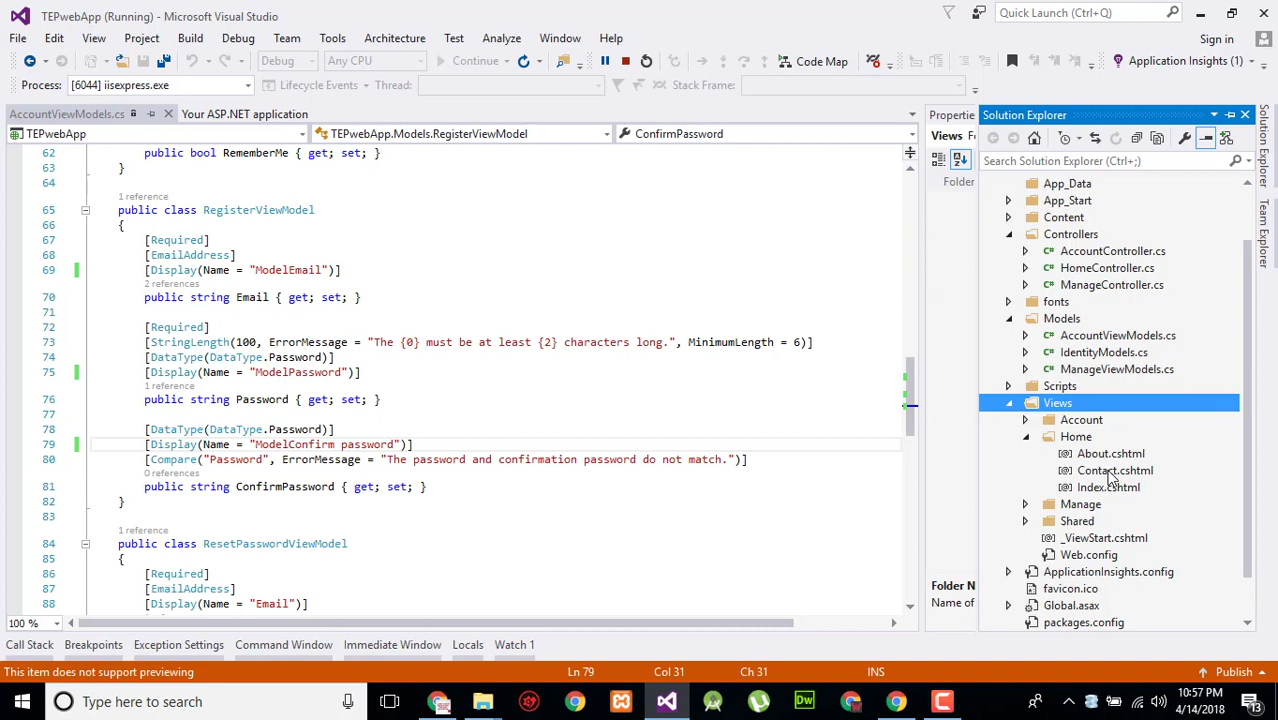 TEPwebApp (Running) - Microsoft Visual Studio
Quick Launch (Ctrl+Q)
File Edit View Project Build Debug Team Tools Architecture Test Analyze Window Help
Sign in
Debug Any CPU Continue Code Map Application Insights (1)
Process: [6044] iisexpress.exe Lifecycle Events Thread: Stack Frame:
AccountViewModels.cs Your ASP.NET application
TEPwebApp TEPwebApp.Models.RegisterViewModel ConfirmPassword
62 public bool RememberMe { get; set; }
63 }
64
1 reference
65 public class RegisterViewModel
66 {
67 [Required]
68 [EmailAddress]
69 [Display(Name = "ModelEmail")]
2 references
70 public string Email { get; set; }
71
72 [Required]
73 [StringLength(100, ErrorMessage = "The {0} must be at least {2} characters long.", MinimumLength = 6)]
74 [DataType(DataType.Password)]
75 [Display(Name = "ModelPassword")]
1 reference
76 public string Password { get; set; }
77
78 [DataType(DataType.Password)]
79 [Display(Name = "ModelConfirm password")]
80 [Compare("Password", ErrorMessage = "The password and confirmation password do not match.")]
0 references
81 public string ConfirmPassword { get; set; }
82 }
83
1 reference
84 public class ResetPasswordViewModel
85 {
86 [Required]
87 [EmailAddress]
88 [Display(Name = "Email")]
100 %
Properties
Views
Folder
Folder N
Name of
Solution Explorer
Search Solution Explorer (Ctrl+;)
App_Data
App_Start
Content
Controllers
C# AccountController.cs
C# HomeController.cs
C# ManageController.cs
fonts
Models
C# AccountViewModels.cs
C# IdentityModels.cs
C# ManageViewModels.cs
Scripts
Views
Account
Home
[@] About.cshtml
[@] Contact.cshtml
[@] Index.cshtml
Manage
Shared
[@] _ViewStart.cshtml
Web.config
ApplicationInsights.config
favicon.ico
Global.asax
packages.config
Solution Explorer
Team Explorer
Call Stack Breakpoints Exception Settings Command Window Immediate Window Locals Watch 1
This item does not support previewing Ln 79 Col 31 Ch 31 INS Publish
Type here to search
Dw
10:57 PM
4/14/2018
13